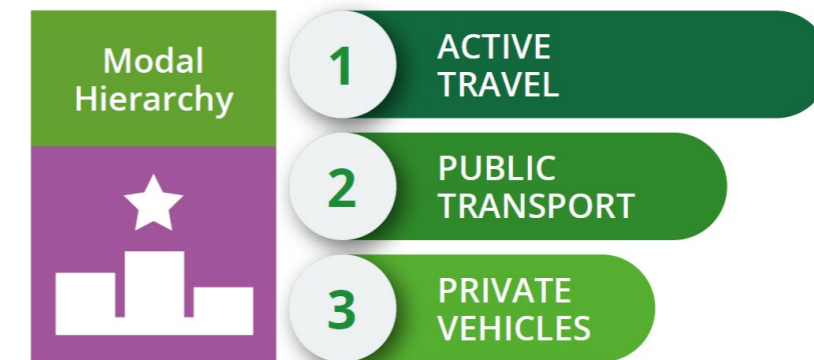 Modal
Hierarchy
1
ACTIVE
TRAVEL
2
PUBLIC
TRANSPORT
3
PRIVATE
VEHICLES